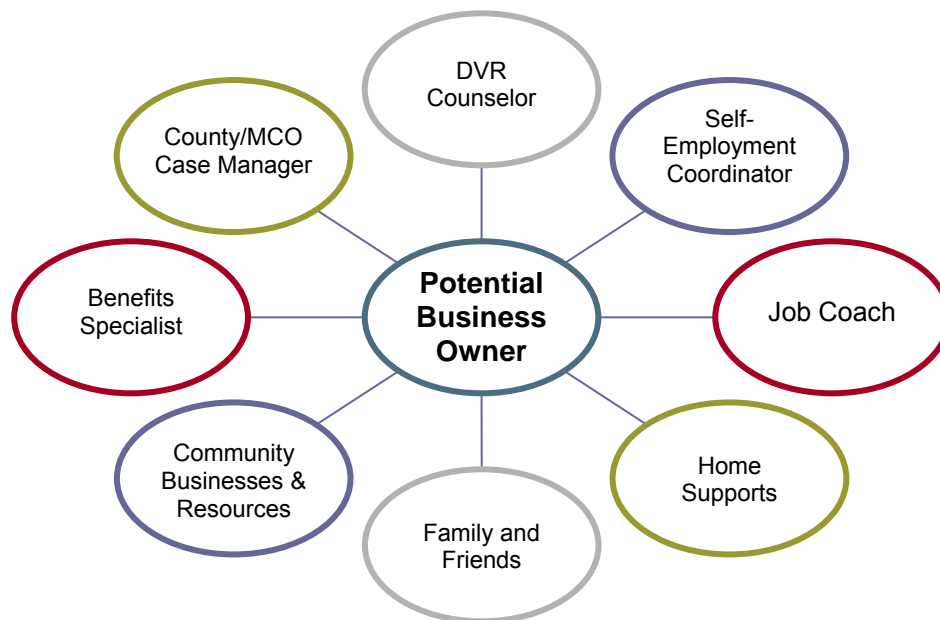 DVR
Counselor
Self-
Employment
Coordinator
County/MCO
Case Manager
Potential
Business
Owner
Benefits
Specialist
Job Coach
Community
Businesses &
Resources
Home
Supports
Family and
Friends